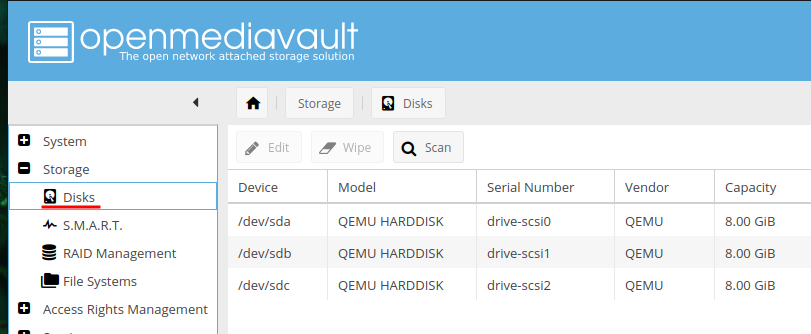 openmediavault
The open network attached storage solution
Storage
Disks
System
Storage
Disks
S.M.A.R.T.
RAID Management
File Systems
Access Rights Management
Edit
Wipe
Scan
Device Model Serial Number Vendor Capacity
/dev/sda QEMU HARDDISK drive-scsi0 QEMU 8.00 GiB
/dev/sdb QEMU HARDDISK drive-scsi1 QEMU 8.00 GiB
/dev/sdc QEMU HARDDISK drive-scsi2 QEMU 8.00 GiB